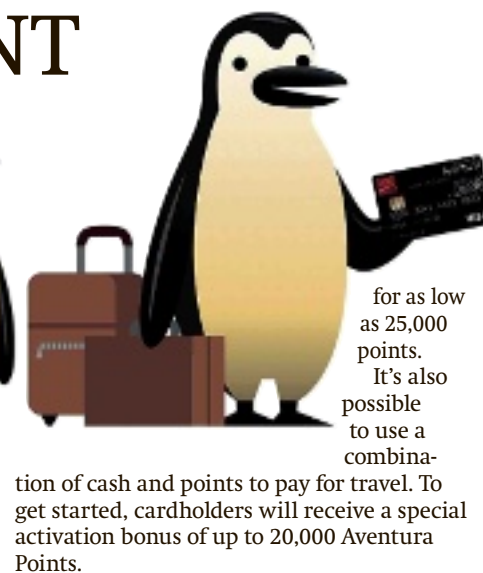 NT
for as low
as 25,000
points.
It's also
possible
to use a
combina-
tion of cash and points to pay for travel. To
get started, cardholders will receive a special
activation bonus of up to 20,000 Aventura
Points.